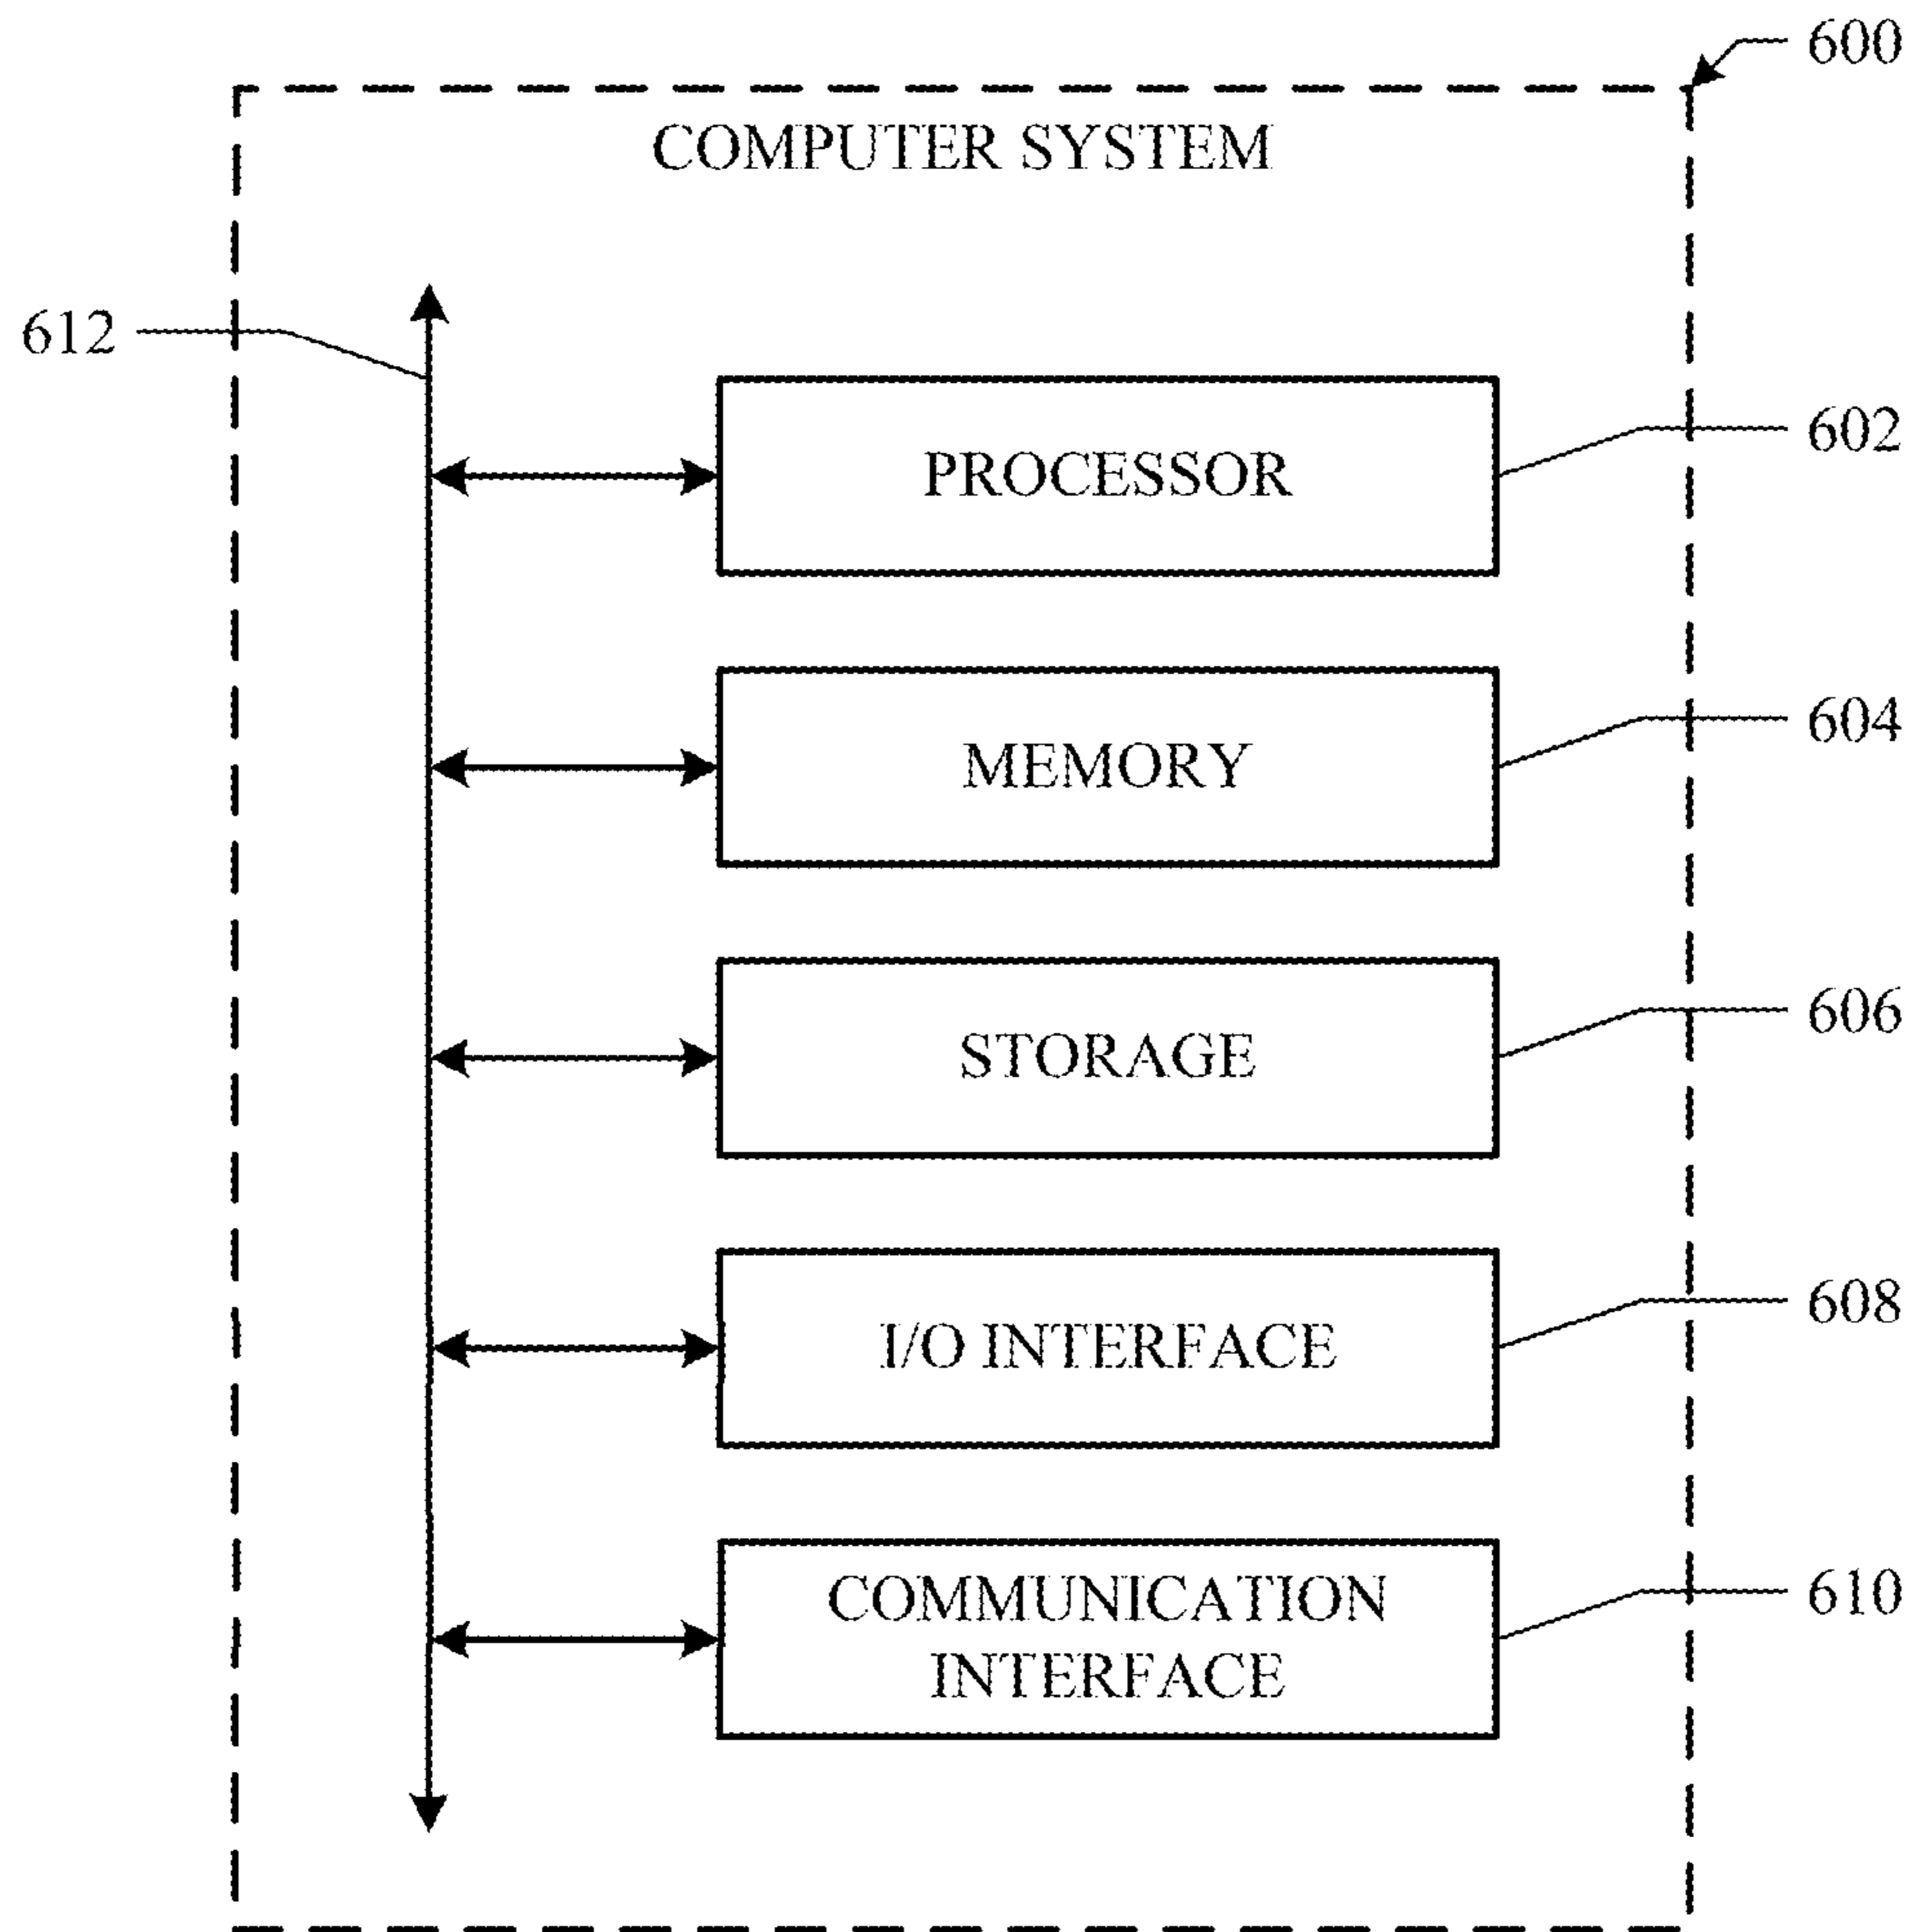 600
COMPUTER SYSTEM
612
PROCESSOR
602
MEMORY
604
STORAGE
606
I/O INTERFACE
608
COMMUNICATION
INTERFACE
610